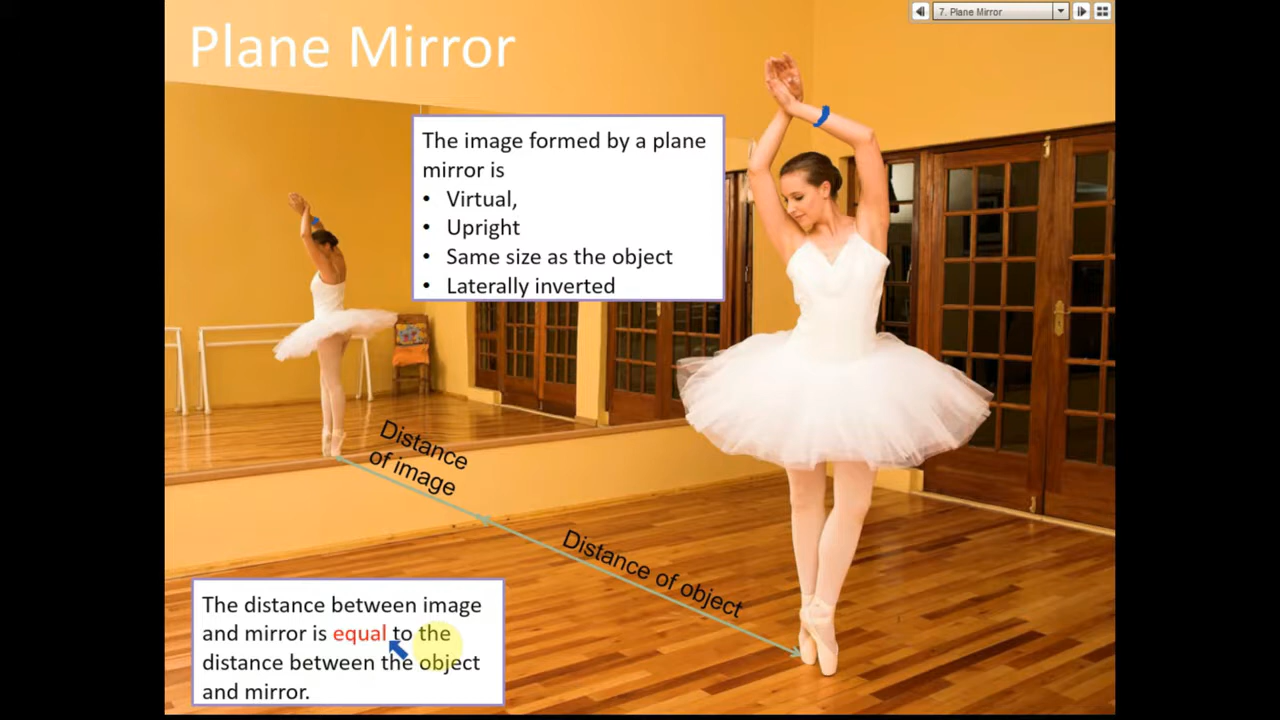 Plane Mirror
7. Plane Mirror
The image formed by a plane
mirror is
• Virtual,
• Upright
• Same size as the object
• Laterally inverted
Distance
of image
Distance of object
The distance between image
and mirror is equal to the
distance between the object
and mirror.